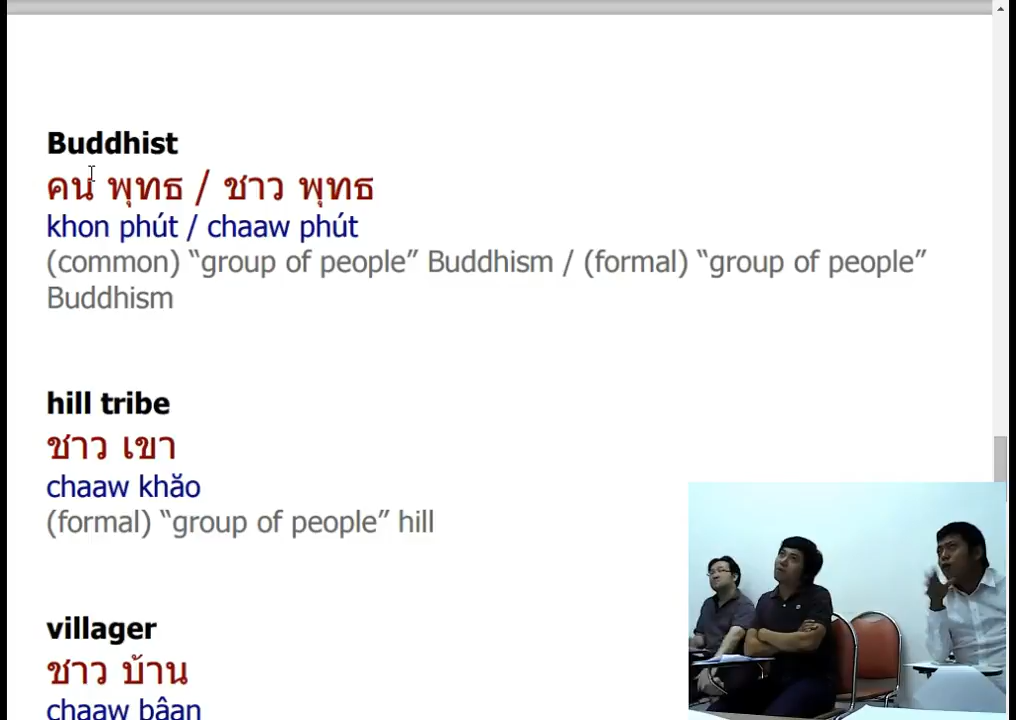 Buddhist
คน พุทธ / ชาว พุทธ
khon phút / chaaw phút
(common) “group of people” Buddhism / (formal) “group of people”
Buddhism
hill tribe
ชาว เขา
chaaw khăo
(formal) “group of people” hill
villager
ชาว บ้าน
chaaw bâan